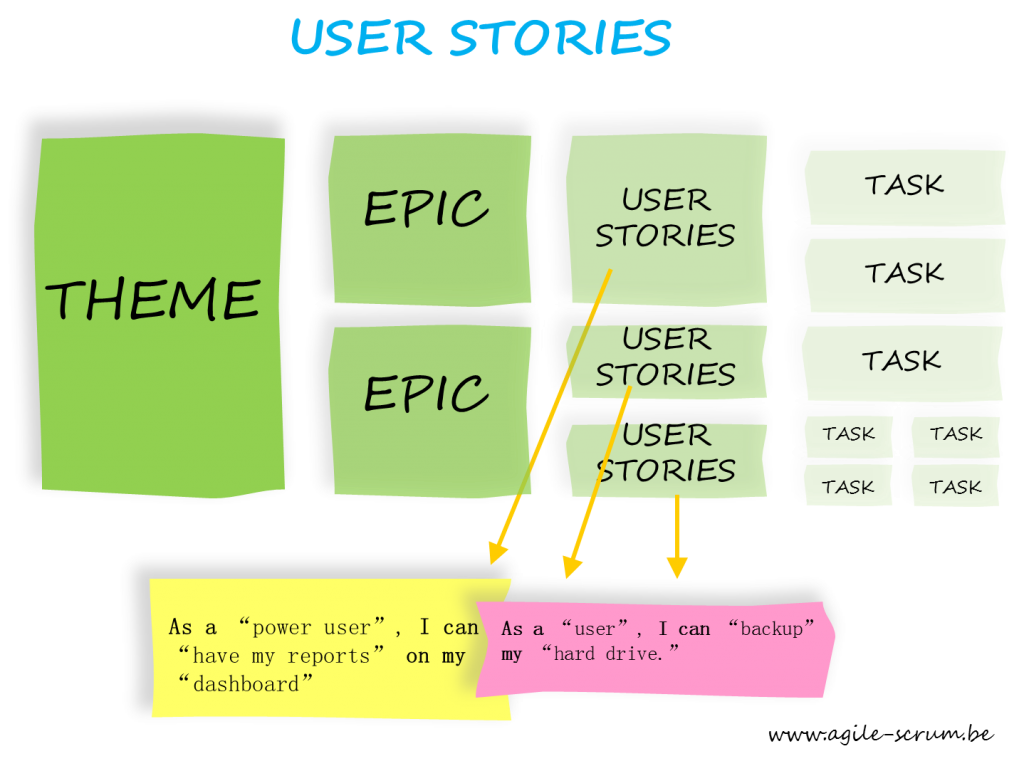 USER STORIES
THEME
EPIC
EPIC
USER
STORIES
USER
STORIES
USER
STORIES
TASK
TASK
TASK
TASK
TASK
TASK
TASK
As a “power user”, I can
“have my reports” on my
“dashboard”
As a “user”, I can “backup”
my “hard drive.”
www.agile-scrum.be